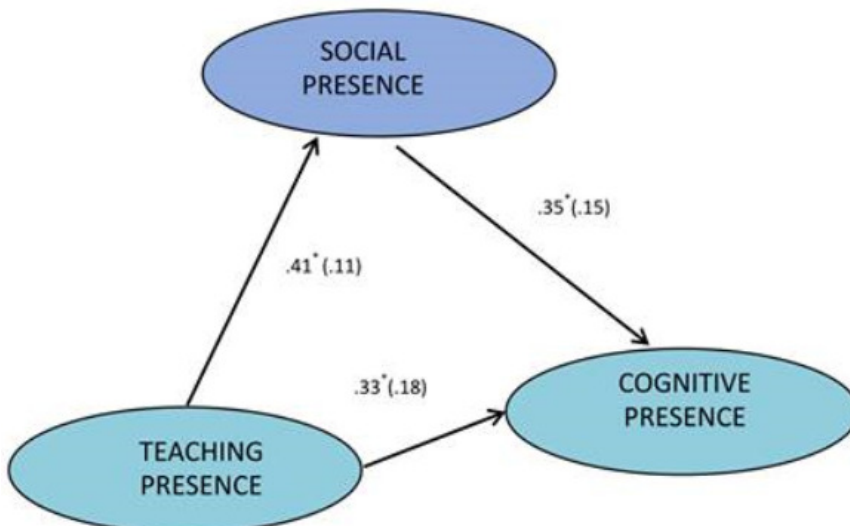 SOCIAL
PRESENCE
.35*(.15)
.41*(.11)
.33*(.18)
COGNITIVE
PRESENCE
TEACHING
PRESENCE